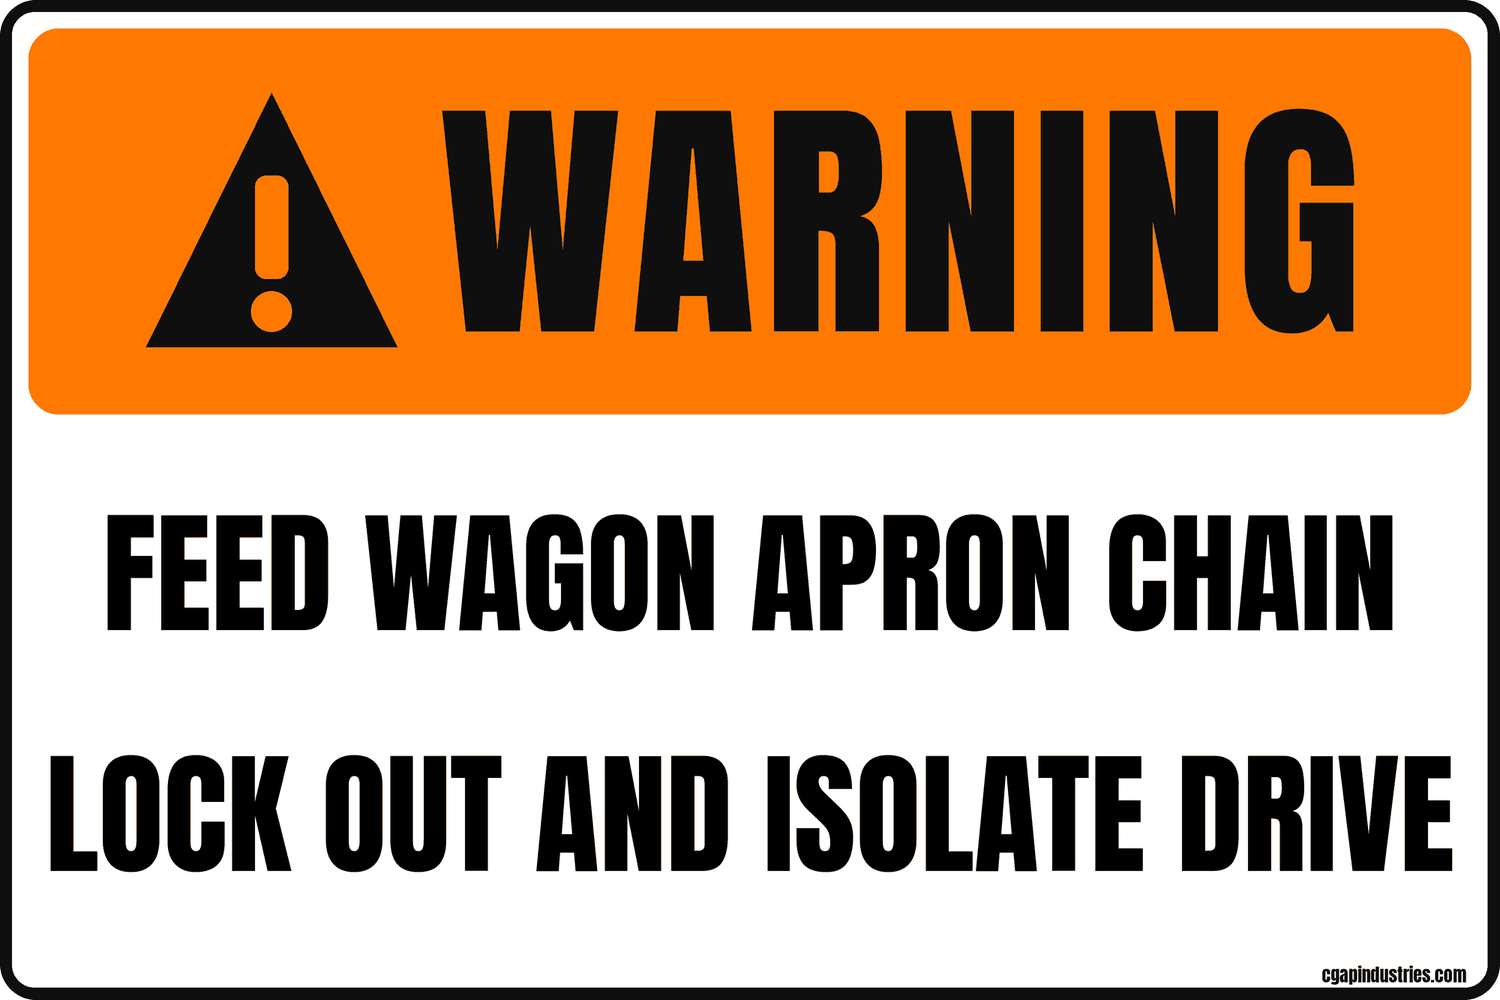 WARNING
FEED WAGON APRON CHAIN
LOCK OUT AND ISOLATE DRIVE
cgapindustries.com